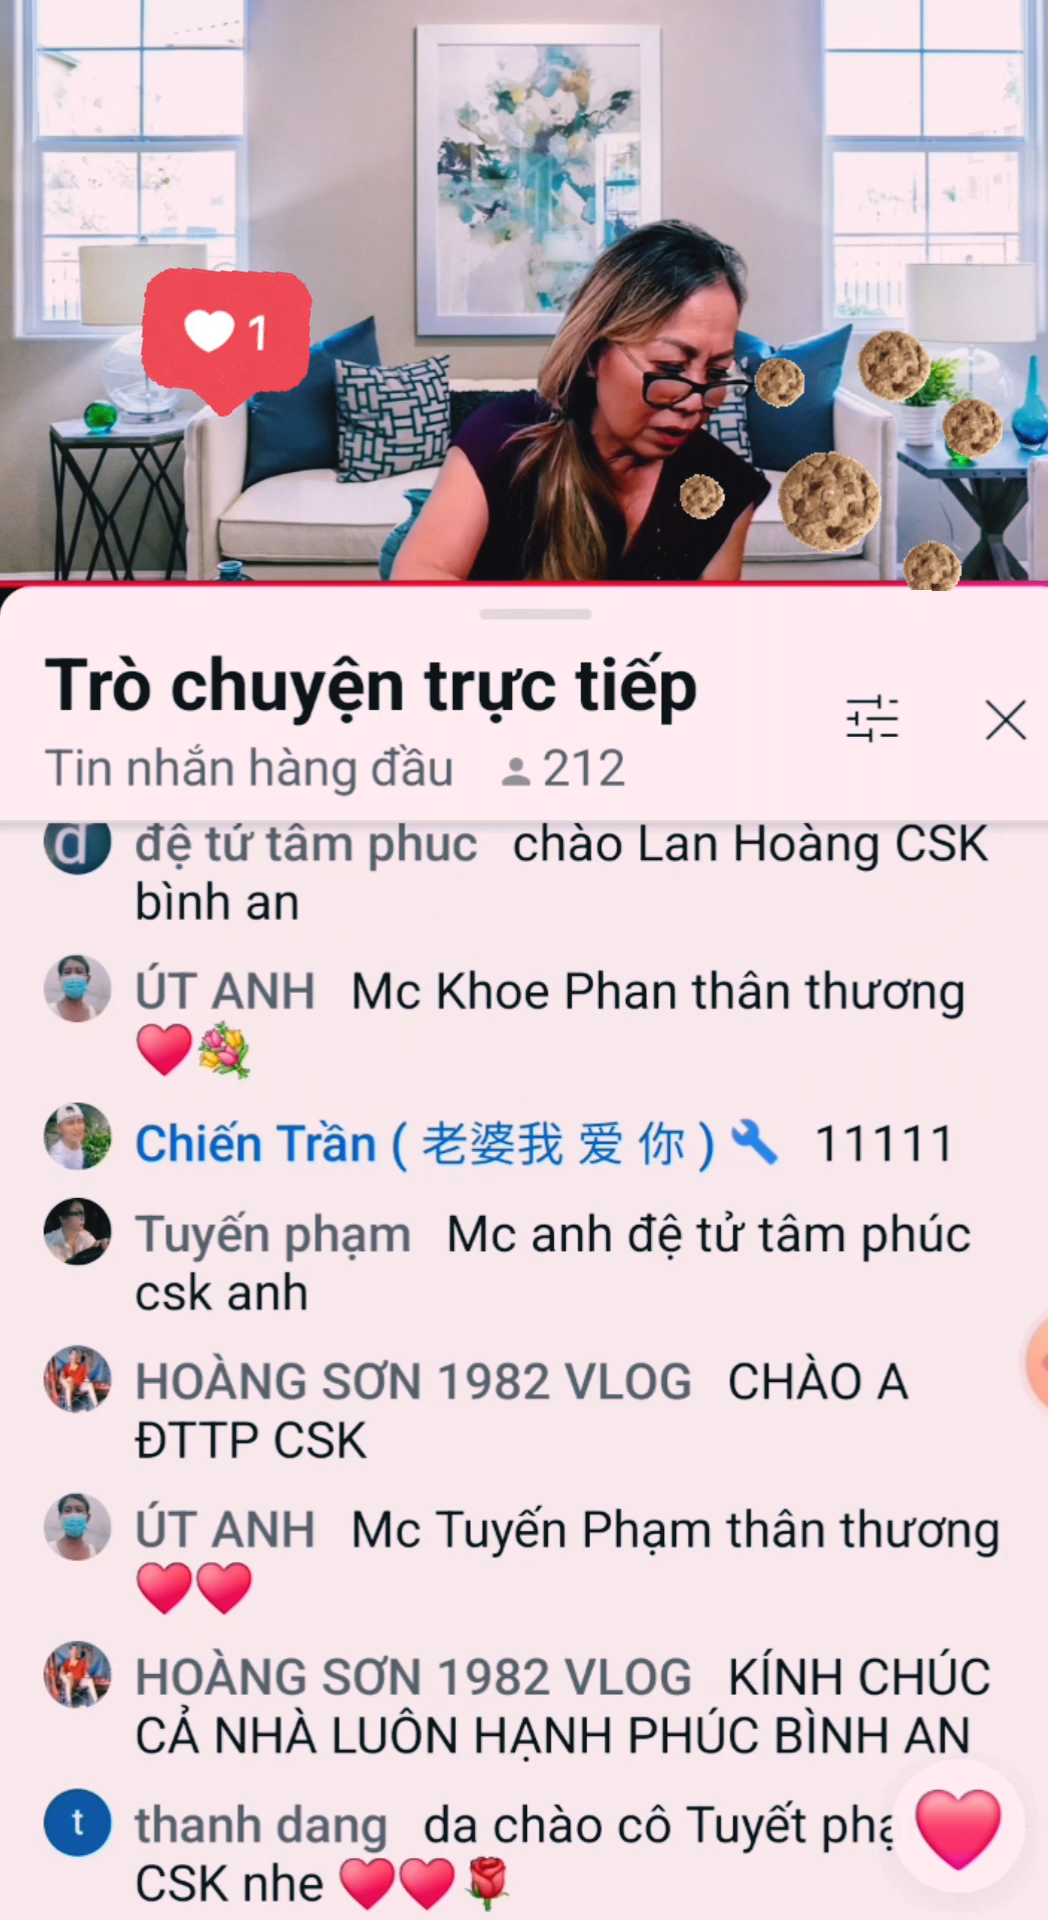 1
Trò chuyện trực tiếp
Tin nhắn hàng đầu 212
d đệ tử tâm phuc chào Lan Hoàng CSK
bình an
ÚT ANH Mc Khoe Phan thân thương
❤️💐
Chiến Trần ( 老婆我 爱 你 ) 🔧 11111
Tuyến phạm Mc anh đệ tử tâm phúc
csk anh
HOÀNG SƠN 1982 VLOG CHÀO A
ĐTTP CSK
ÚT ANH Mc Tuyến Phạm thân thương
❤️❤️
HOÀNG SƠN 1982 VLOG KÍNH CHÚC
CẢ NHÀ LUÔN HẠNH PHÚC BÌNH AN
t thanh dang da chào cô Tuyết
CSK nhe ❤️❤️🌹